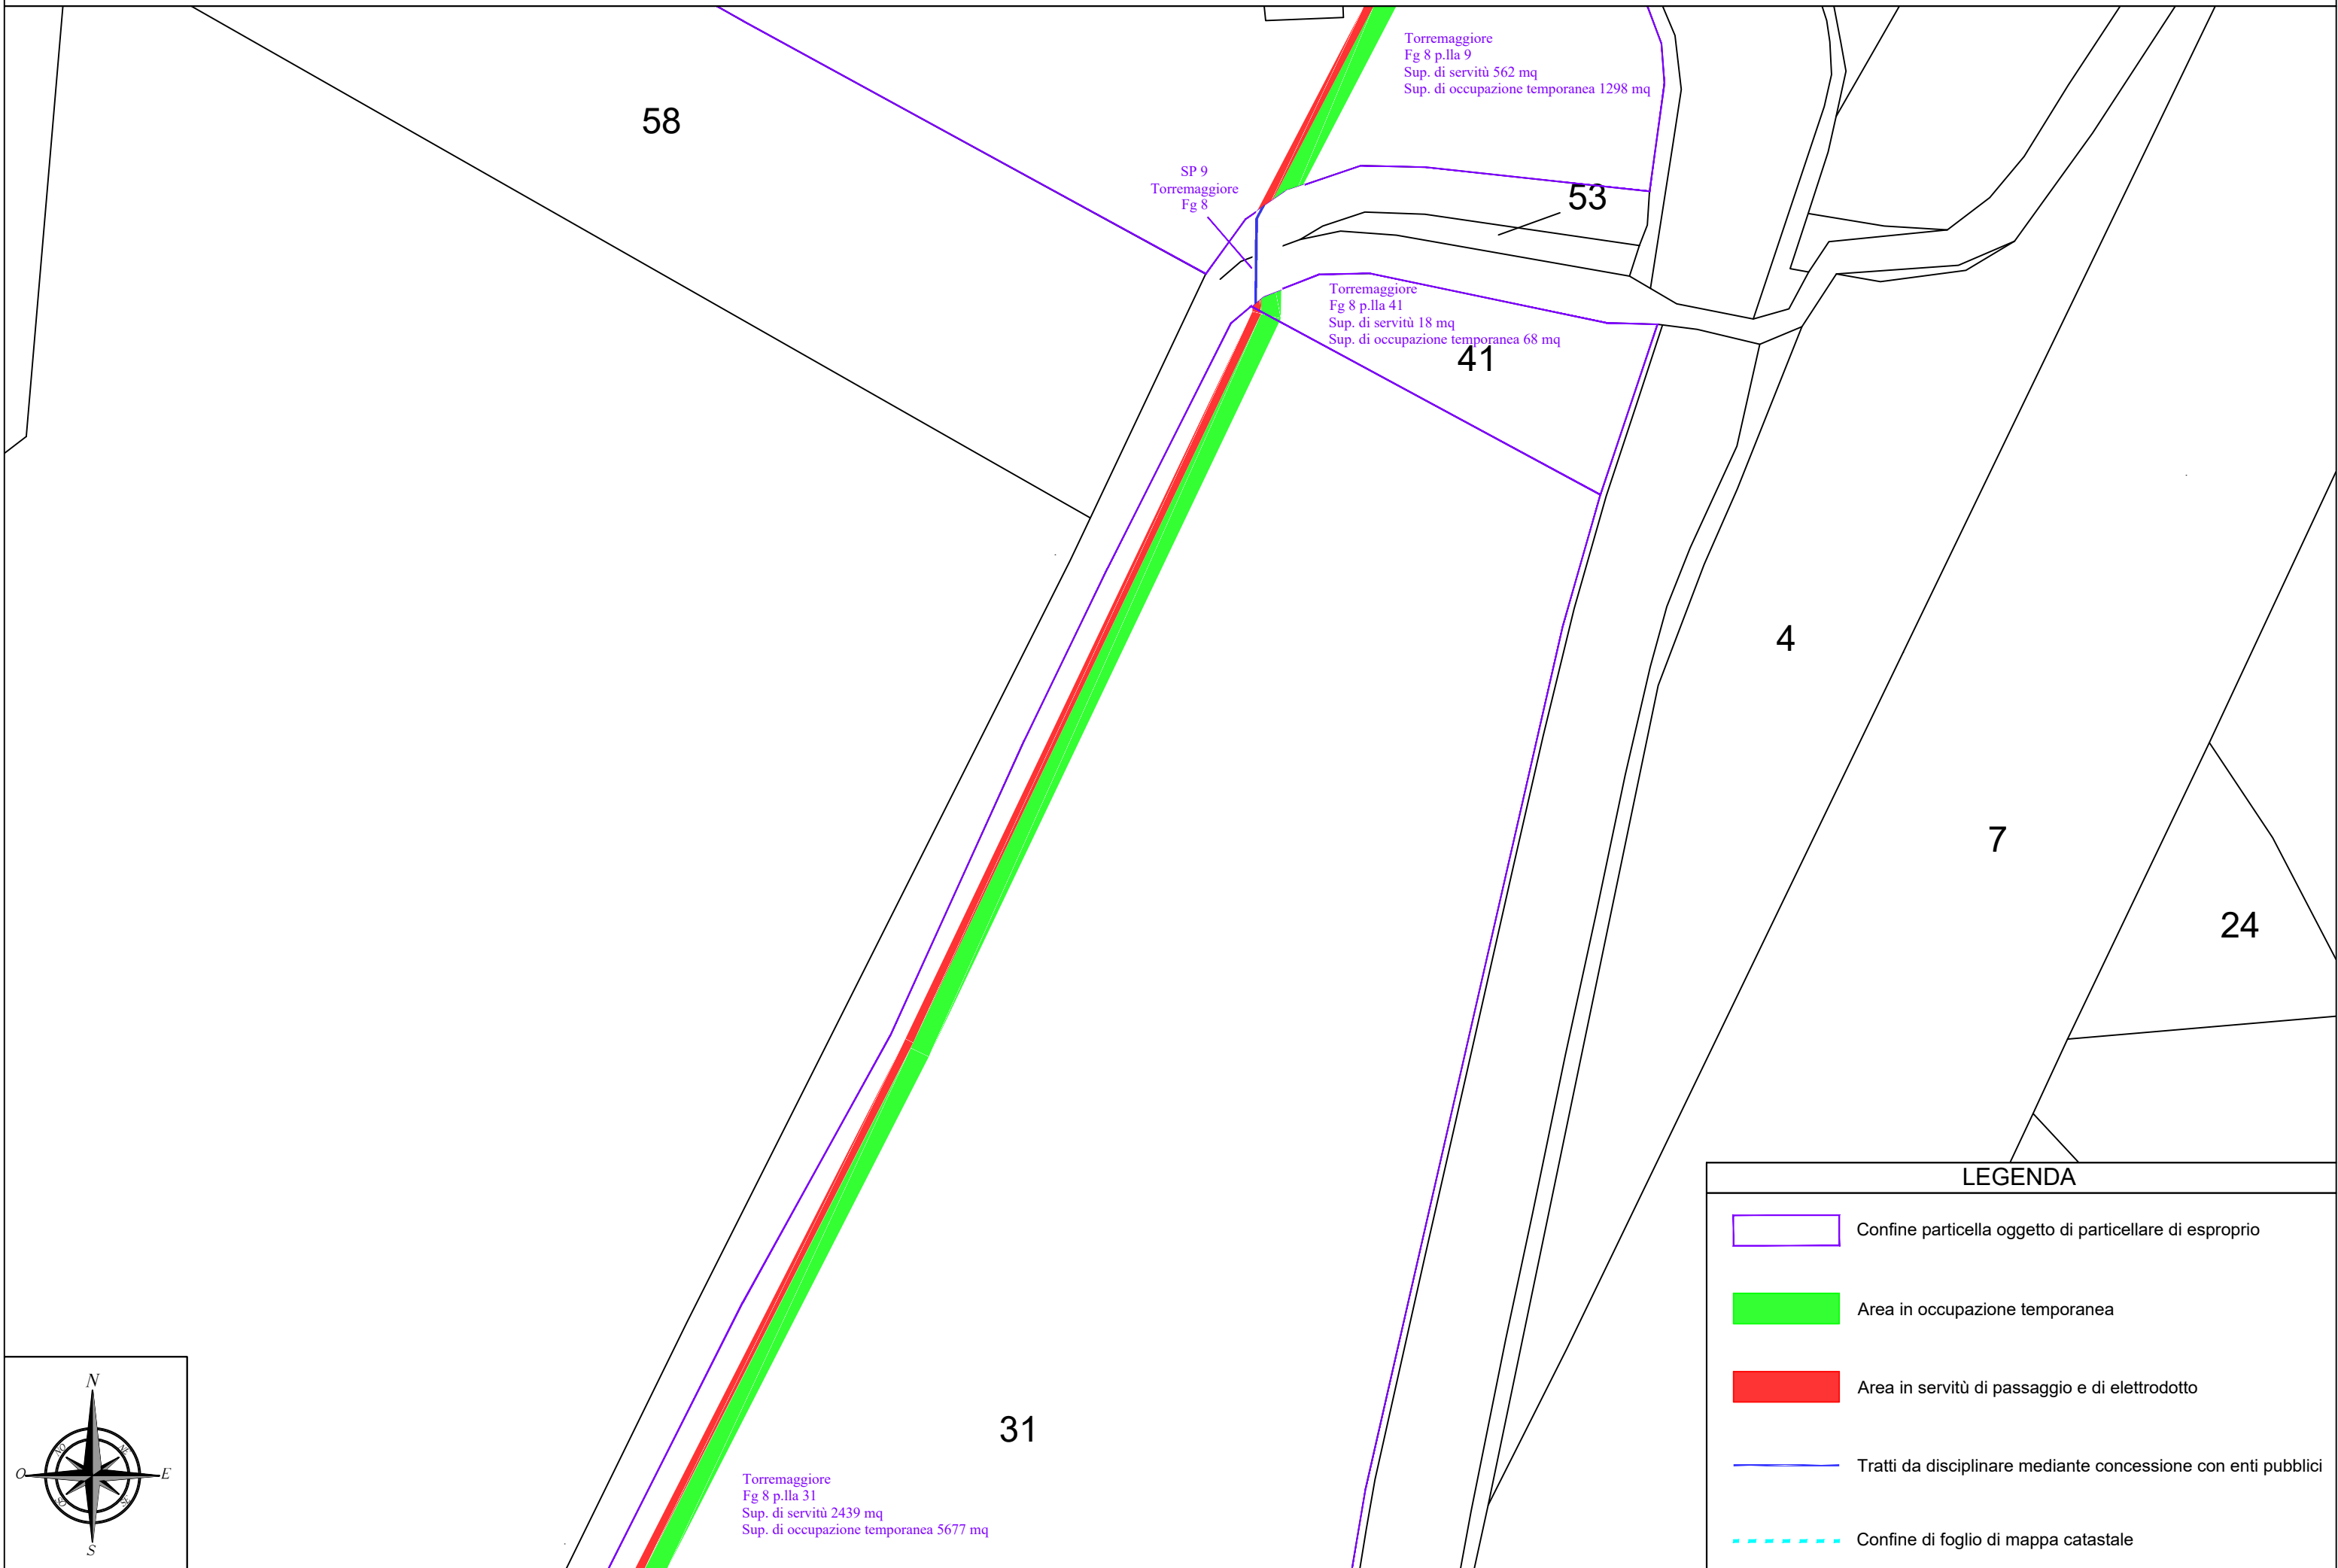 Torremaggiore
Fg 8 p.lla 9
Sup. di servitù 562 mq
Sup. di occupazione temporanea 1298 mq
58
SP 9
Torremaggiore
Fg 8
53
Torremaggiore
Fg 8 p.lla 41
Sup. di servitù 18 mq
Sup. di occupazione temporanea 68 mq
41
4
7
24
31
Torremaggiore
Fg 8 p.lla 31
Sup. di servitù 2439 mq
Sup. di occupazione temporanea 5677 mq
N
O
E
S
LEGENDA
Confine particella oggetto di particellare di esproprio
Area in occupazione temporanea
Area in servitù di passaggio e di elettrodotto
Tratti da disciplinare mediante concessione con enti pubblici
Confine di foglio di mappa catastale